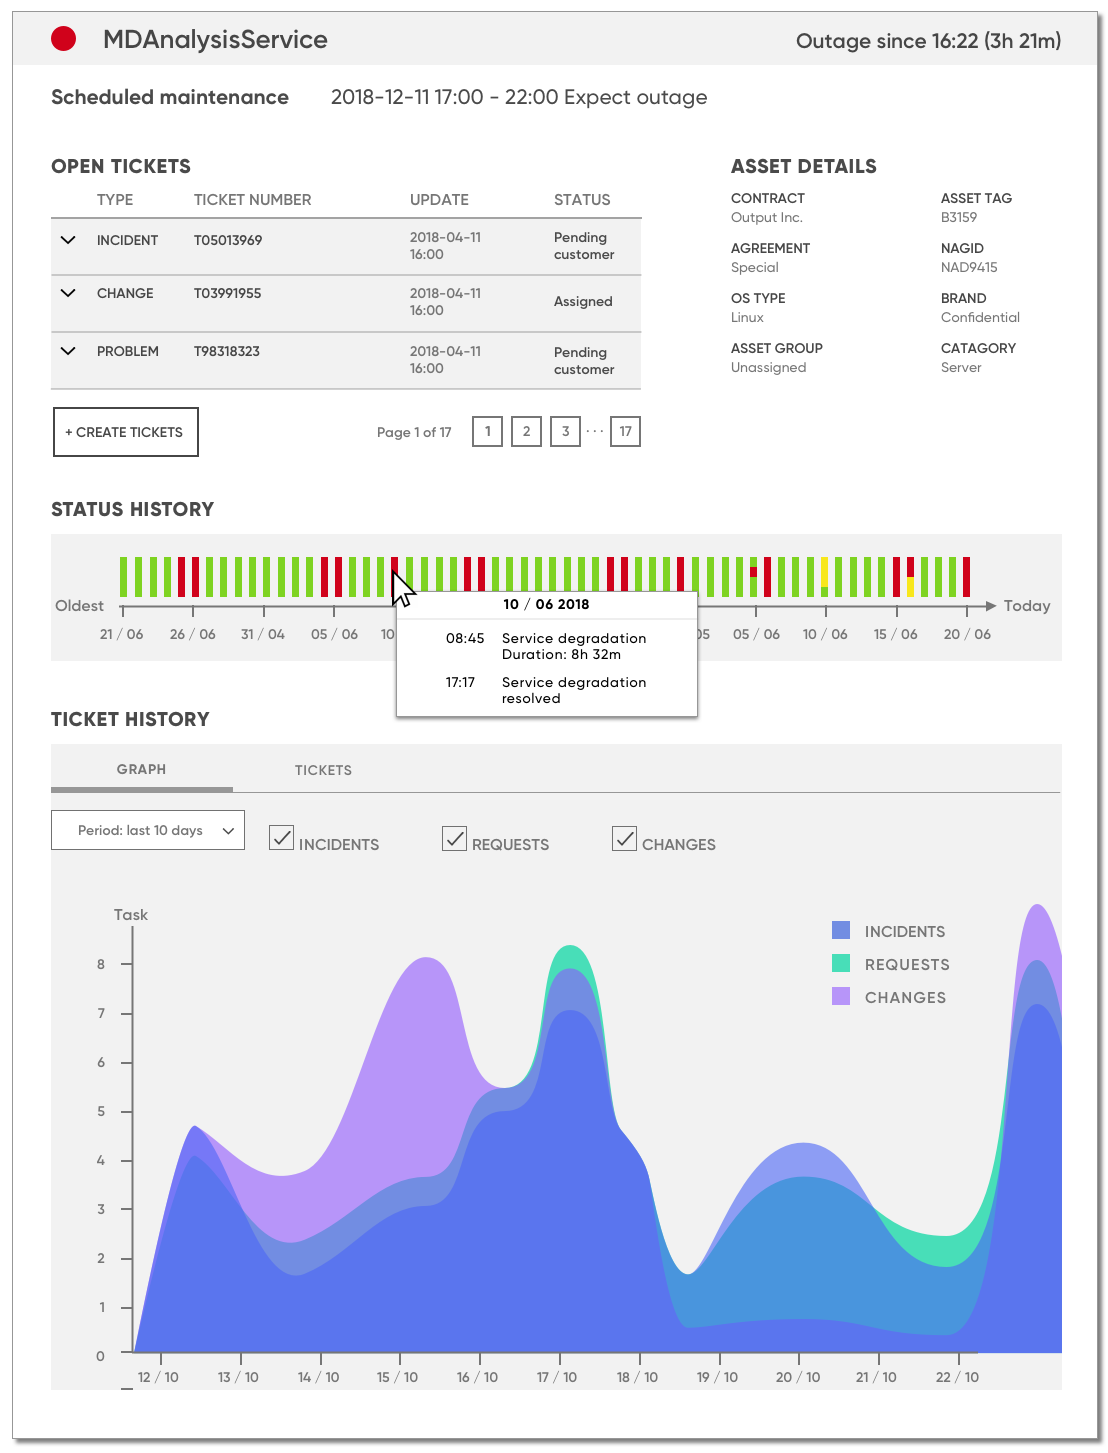 MDAnalysisService
Outage since 16:22 (3h 21m)
Scheduled maintenance 2018-12-11 17:00 - 22:00 Expect outage
OPEN TICKETS
TYPE TICKET NUMBER UPDATE STATUS
INCIDENT T05013969 2018-04-11 Pending
16:00 customer
CHANGE T03991955 2018-04-11
16:00 Assigned
PROBLEM T98318323 2018-04-11 Pending
16:00 customer
+ CREATE TICKETS
Page 1 of 17 1 2 3 ... 17
ASSET DETAILS
CONTRACT ASSET TAG
Output Inc. B3159
AGREEMENT NAGID
Special NAD9415
OS TYPE BRAND
Linux Confidential
ASSET GROUP CATAGORY
Unassigned Server
STATUS HISTORY
Oldest Today
21 / 06 26 / 06 31 / 04 05 / 06 10 05 05 / 06 10 / 06 15 / 06 20 / 06
10 / 06 2018
08:45 Service degradation
Duration: 8h 32m
17:17 Service degradation
resolved
TICKET HISTORY
GRAPH TICKETS
Period: last 10 days INCIDENTS REQUESTS CHANGES
Task
INCIDENTS
REQUESTS
CHANGES
8
7
6
5
4
3
2
1
0
12 / 10 13 / 10 14 / 10 15 / 10 16 / 10 17 / 10 18 / 10 19 / 10 20 / 10 21 / 10 22 / 10